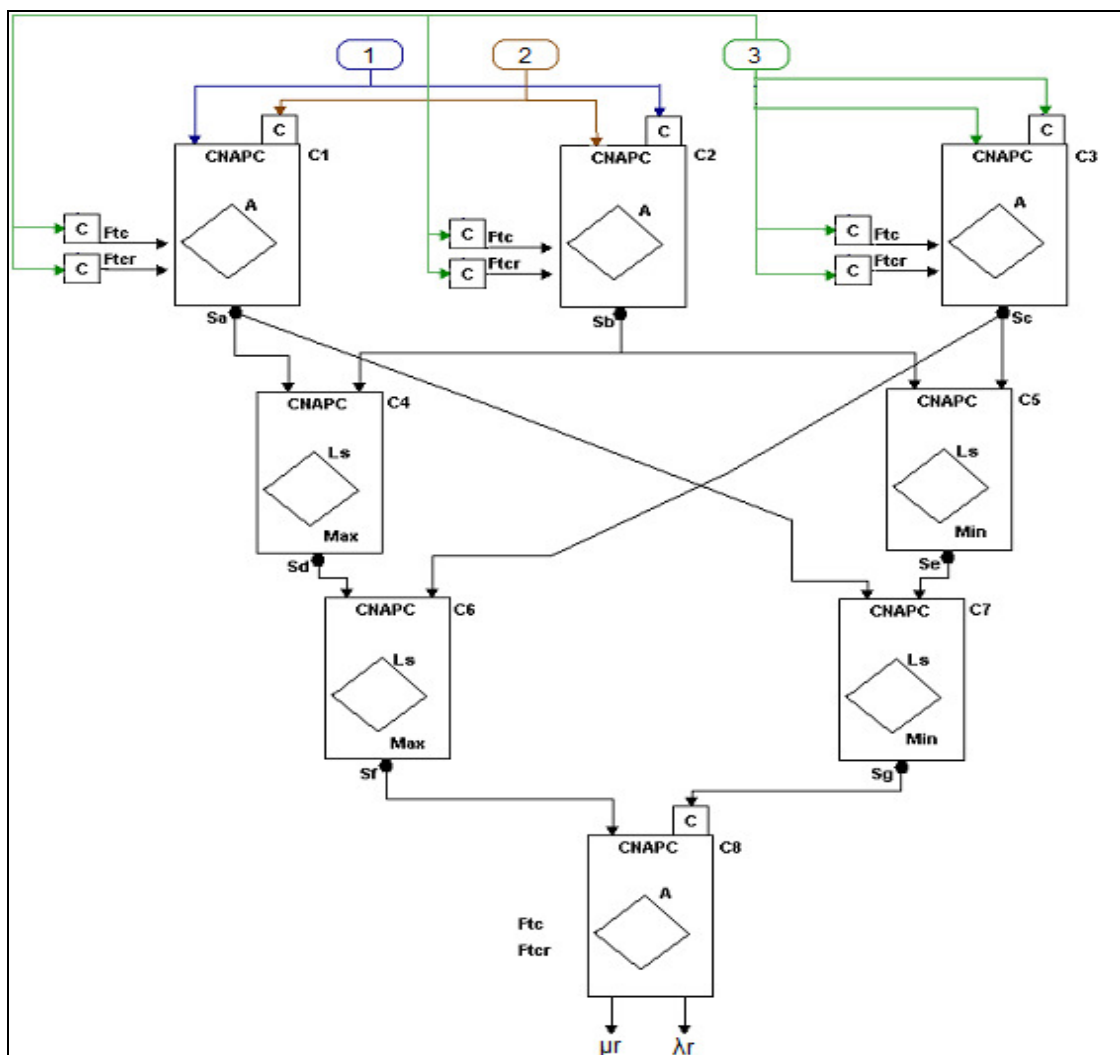 1
2
3
C
C
C
CNAPC
C1
CNAPC
C2
CNAPC
C3
A
A
A
C
Ftc
C
Ftc
C
Ftc
C
Ftcr
C
Ftcr
C
Ftcr
Sa
Sb
Sc
CNAPC
C4
CNAPC
C5
Ls
Ls
Max
Min
Sd
Se
CNAPC
C6
CNAPC
C7
Ls
Ls
Max
Min
Sf
Sg
C
CNAPC
C8
A
Ftc
Ftcr
μr
λr